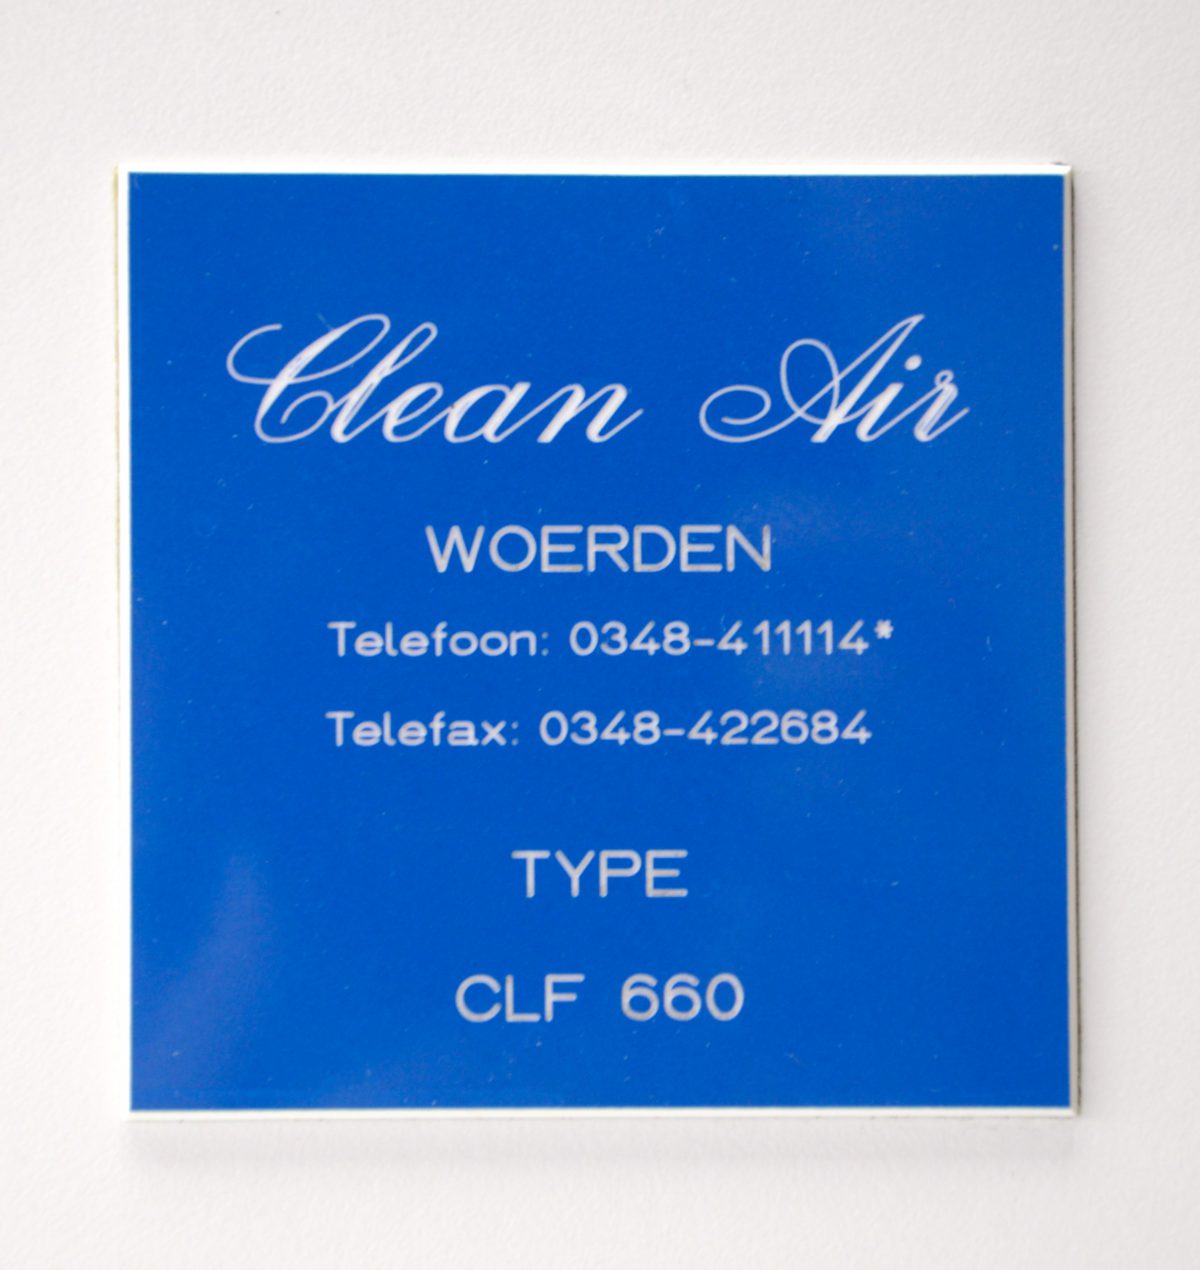 Clean Air
WOERDEN
Telefoon: 0348-411114*
Telefax: 0348-422684
TYPE
CLF 660